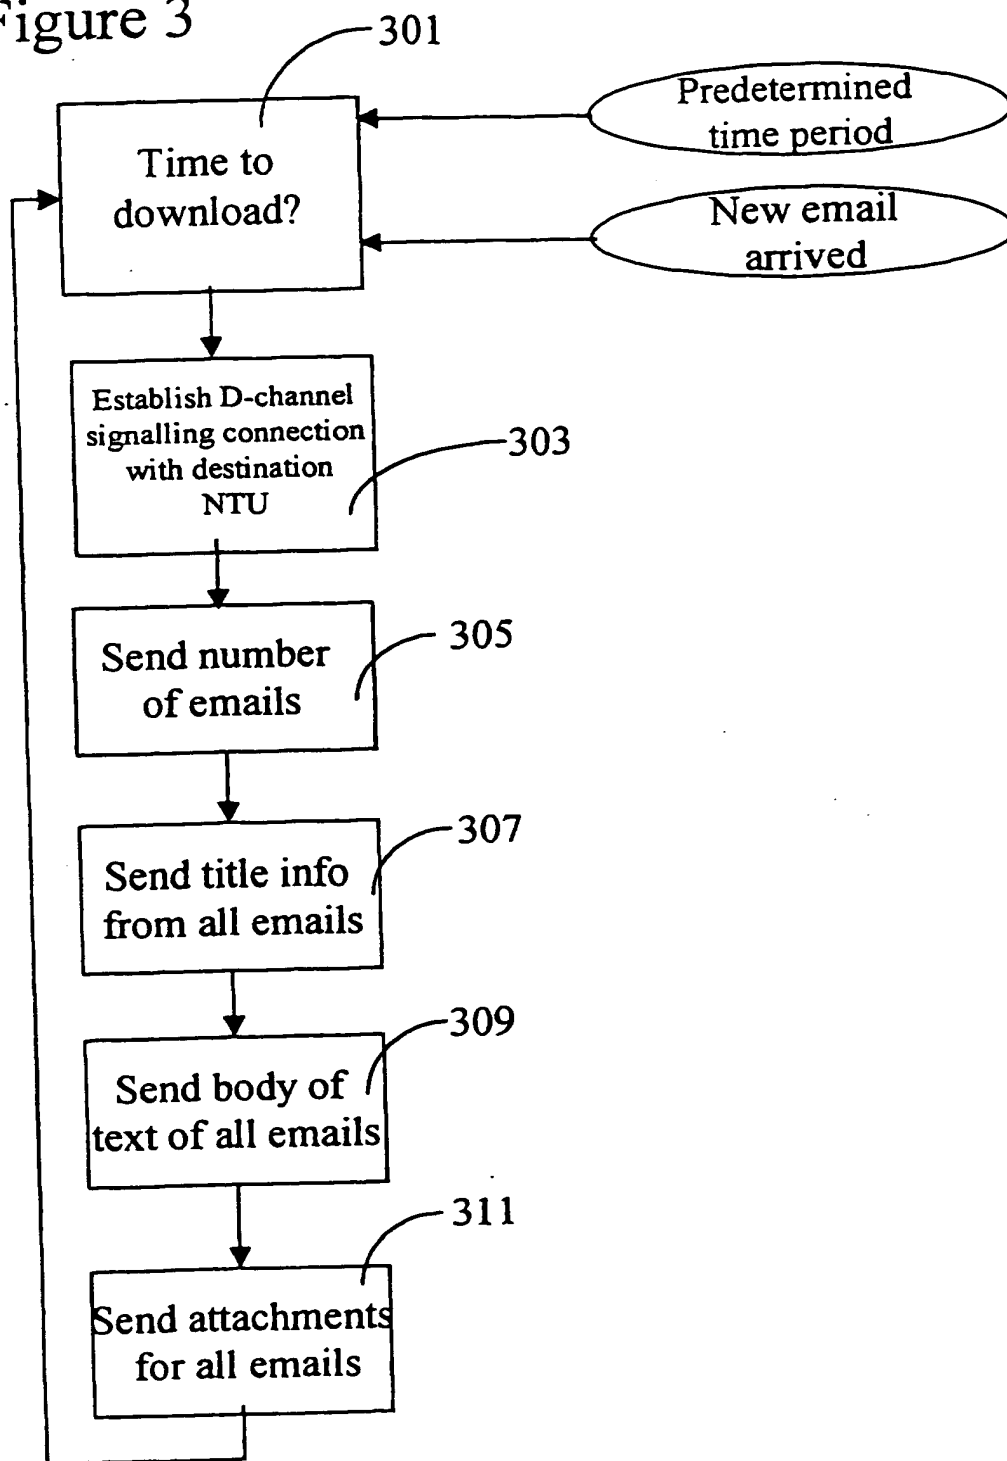 Figure 3
301
Predetermined
time period
Time to
download?
New email
arrived
Establish D-channel
signalling connection
with destination
NTU
303
Send number
of emails
305
307
Send title info
from all emails
309
Send body of
text of all emails
311
Send attachments
for all emails